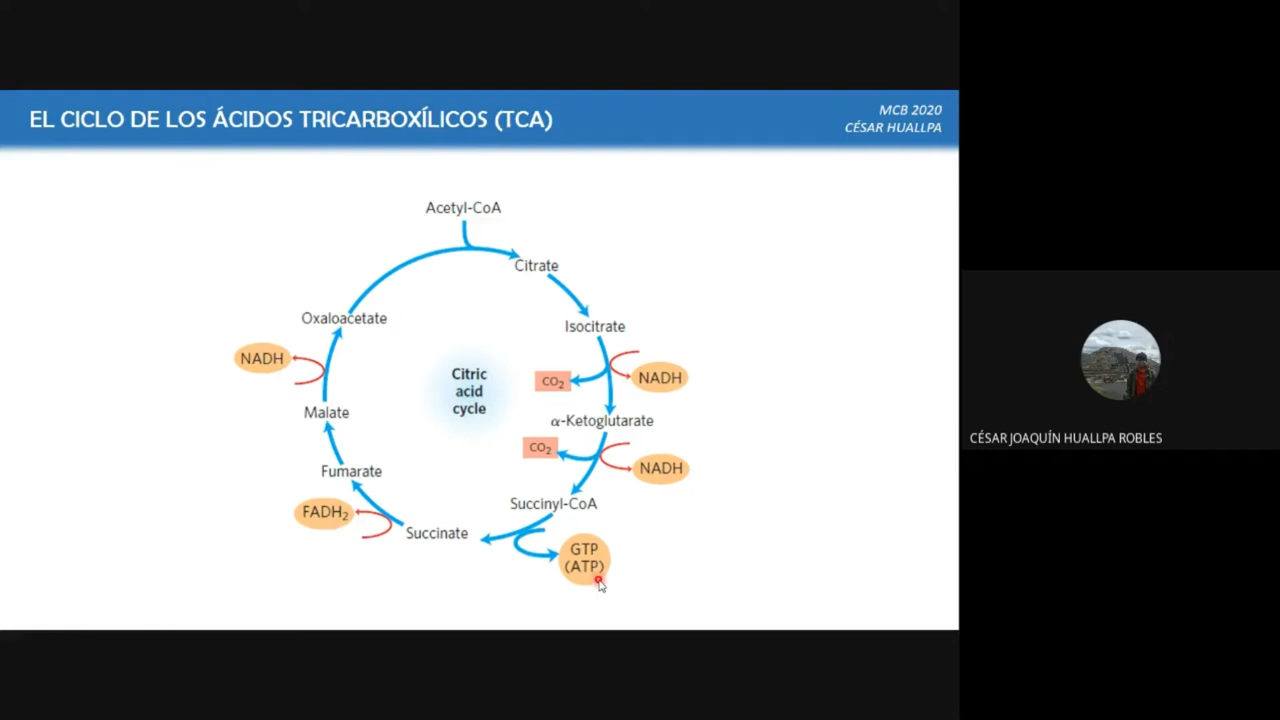 EL CICLO DE LOS ÁCIDOS TRICARBOXÍLICOS (TCA)
MCB 2020
CÉSAR HUALLPA
Acetyl-CoA
Citrate
Isocitrate
NADH
CO₂
α-Ketoglutarate
NADH
CO₂
Succinyl-CoA
GTP
(ATP)
Succinate
FADH₂
Fumarate
Malate
NADH
Oxaloacetate
Citric
acid
cycle
CÉSAR JOAQUÍN HUALLPA ROBLES